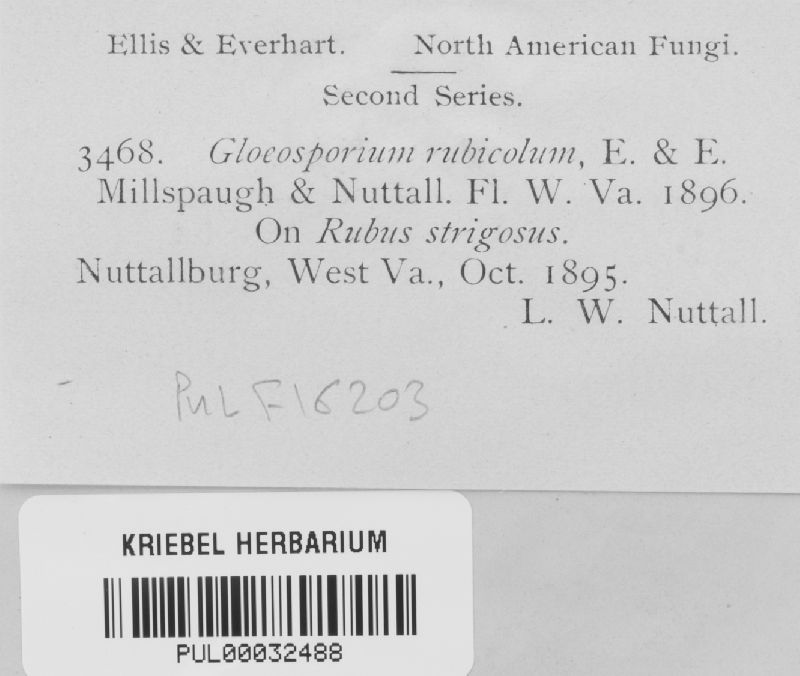 Ellis & Everhart. North American Fungi.
Second Series.
3468. Gloeosporium rubicolum, E. & E.
Millspaugh & Nuttall. Fl. W. Va. 1896.
On Rubus strigosus.
Nuttallburg, West Va., Oct. 1895.
L. W. Nuttall.
PUL F16203
KRIEBEL HERBARIUM
PUL00032488